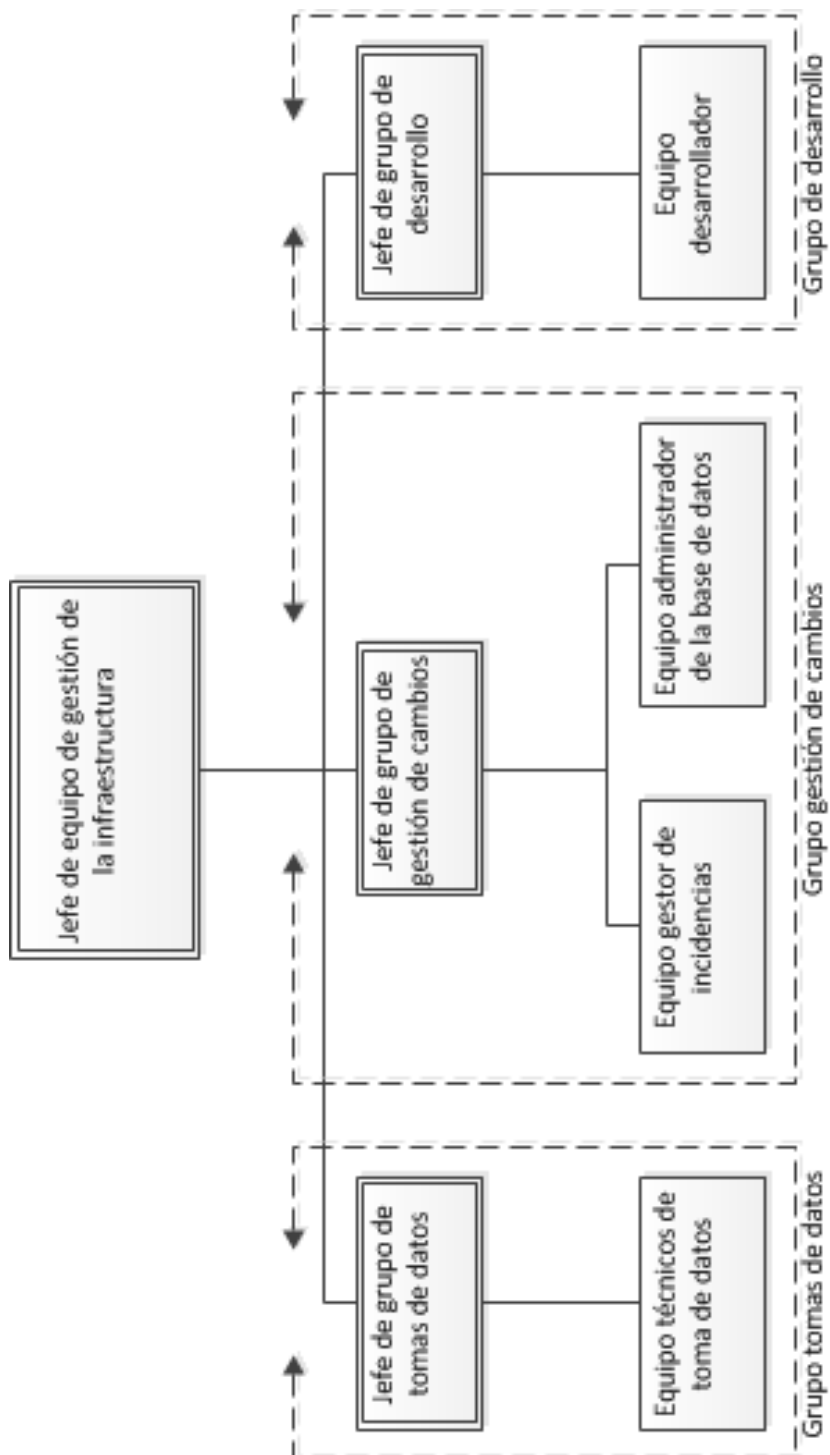 Jefe de equipo de gestión de
la infraestructura
Jefe de grupo de
tomas de datos
Jefe de grupo de
gestión de cambios
Jefe de grupo de
desarrollo
Equipo técnicos de
toma de datos
Equipo gestor de
incidencias
Equipo administrador
de la base de datos
Equipo
desarrollador
Grupo tomas de datos
Grupo gestión de cambios
Grupo de desarrollo